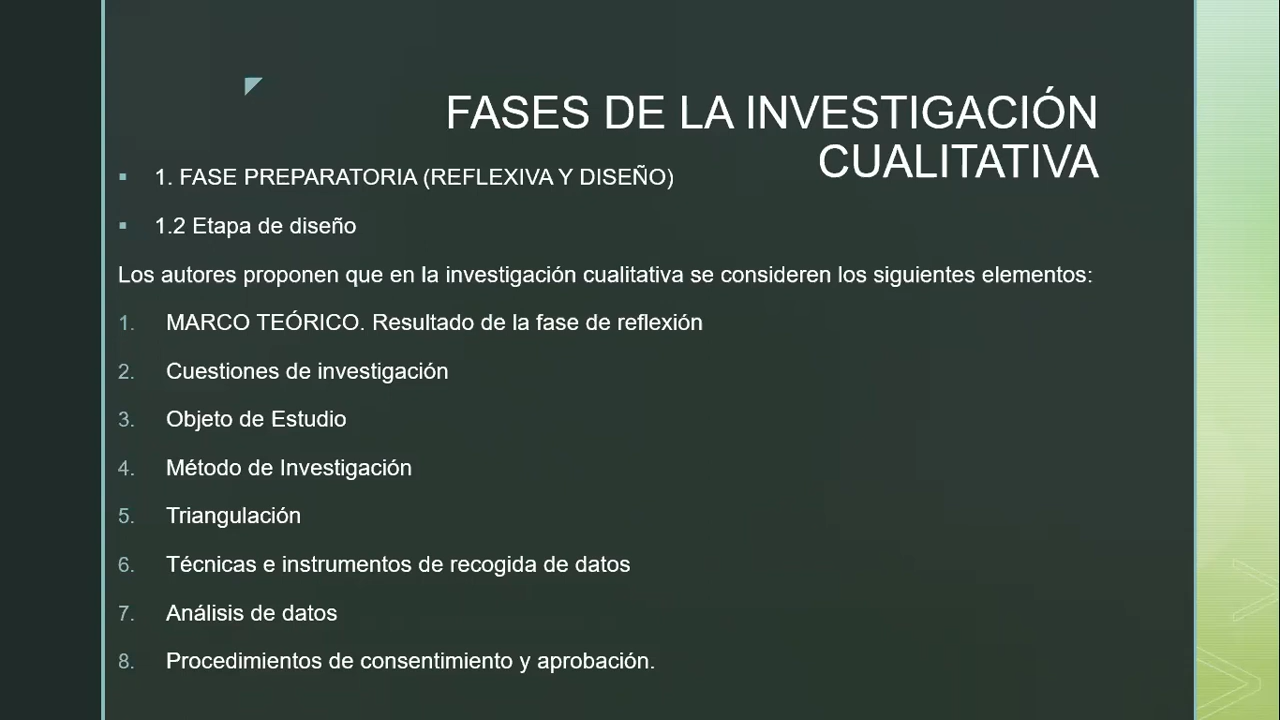 FASES DE LA INVESTIGACIÓN
CUALITATIVA
▪ 1. FASE PREPARATORIA (REFLEXIVA Y DISEÑO)
▪ 1.2 Etapa de diseño
Los autores proponen que en la investigación cualitativa se consideren los siguientes elementos:
1. MARCO TEÓRICO. Resultado de la fase de reflexión
2. Cuestiones de investigación
3. Objeto de Estudio
4. Método de Investigación
5. Triangulación
6. Técnicas e instrumentos de recogida de datos
7. Análisis de datos
8. Procedimientos de consentimiento y aprobación.